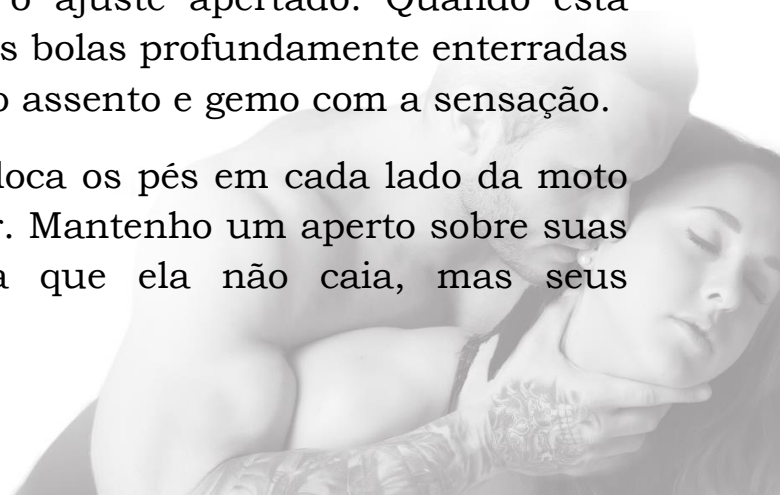 o ajuste apertado. Quando está
s bolas profundamente enterradas
o assento e gemo com a sensação.
loca os pés em cada lado da moto
r. Mantenho um aperto sobre suas
a que ela não caia, mas seus